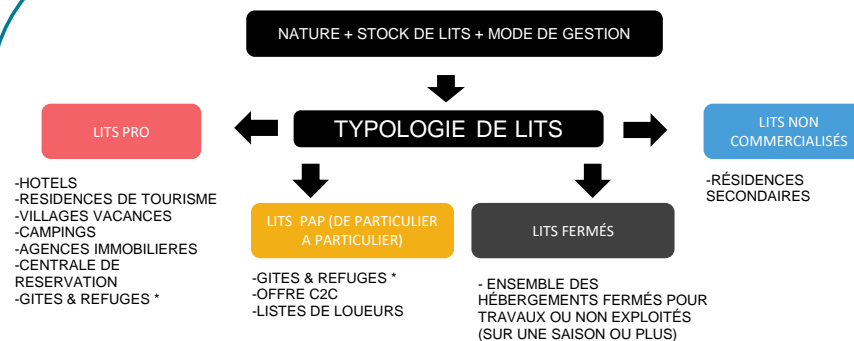 NATURE + STOCK DE LITS + MODE DE GESTION
TYPOLOGIE DE LITS
LITS PRO
-HOTELS
-RESIDENCES DE TOURISME
-VILLAGES VACANCES
-CAMPINGS
-AGENCES IMMOBILIERES
-CENTRALE DE
RESERVATION
-GITES & REFUGES *
LITS PAP (DE PARTICULIER
A PARTICULIER)
-GITES & REFUGES *
-OFFRE C2C
-LISTES DE LOUEURS
LITS FERMÉS
- ENSEMBLE DES
HÉBERGEMENTS FERMÉS POUR
TRAVAUX OU NON EXPLOITÉS
(SUR UNE SAISON OU PLUS)
LITS NON
COMMERCIALISÉS
-RÉSIDENCES
SECONDAIRES